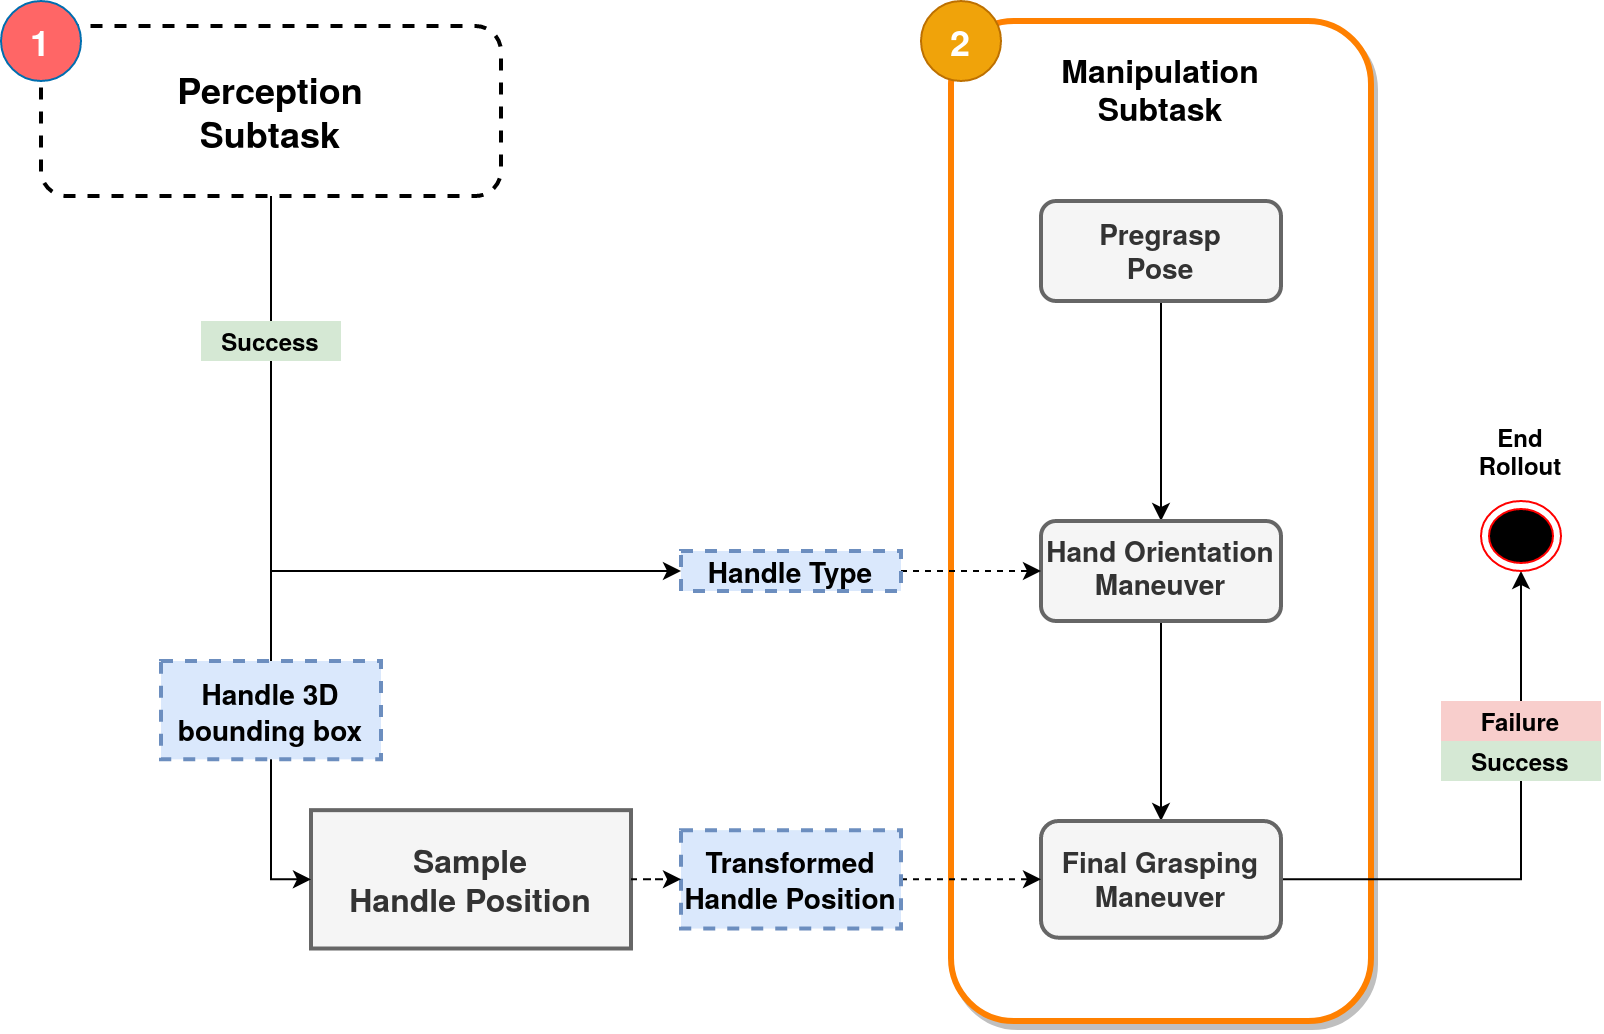 1
Perception
Subtask
2
Manipulation
Subtask
Pregrasp
Pose
Success
End
Rollout
Handle Type
Hand Orientation
Maneuver
Handle 3D
bounding box
Failure
Success
Sample
Handle Position
Transformed
Handle Position
Final Grasping
Maneuver